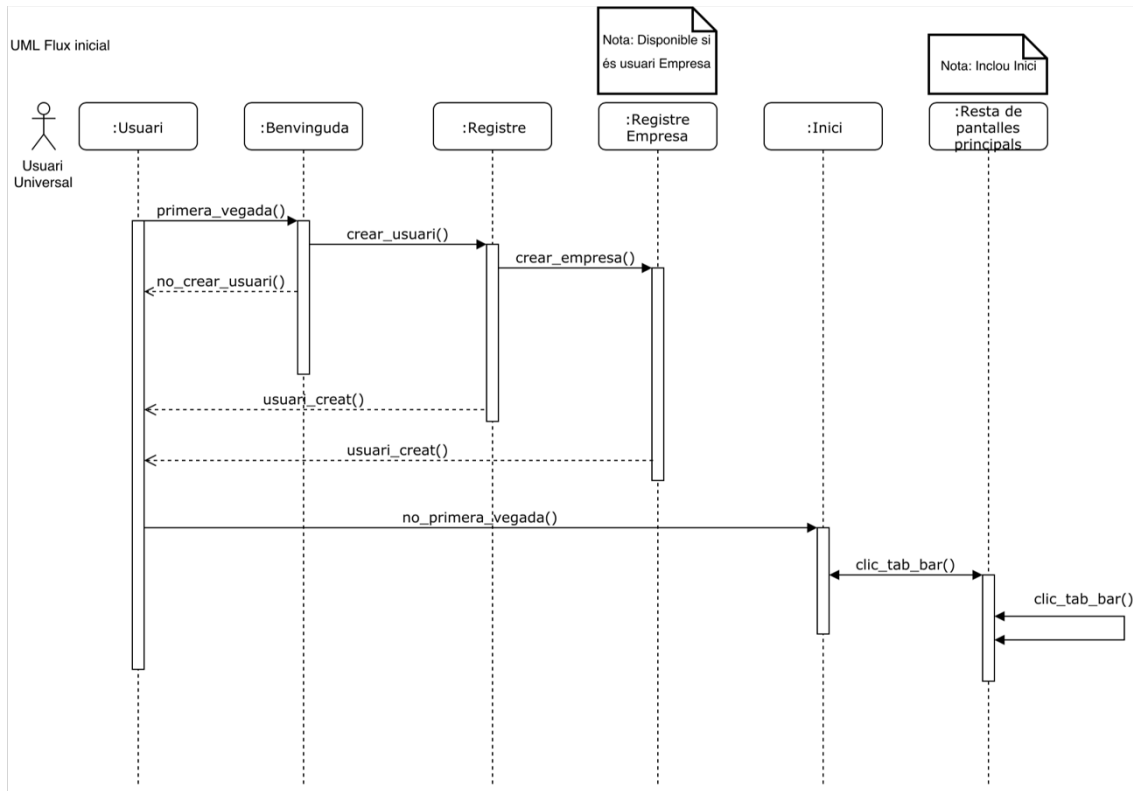 Nota: Disponible si
és usuari Empresa
UML Flux inicial
Nota: Inclou Inici
:Usuari
:Benvinguda
:Registre
:Registre
Empresa
:Inici
:Resta de
pantalles
principals
Usuari
Universal
primera_vegada()
crear_usuari()
crear_empresa()
no_crear_usuari()
usuari_creat()
usuari_creat()
no_primera_vegada()
clic_tab_bar()
clic_tab_bar()